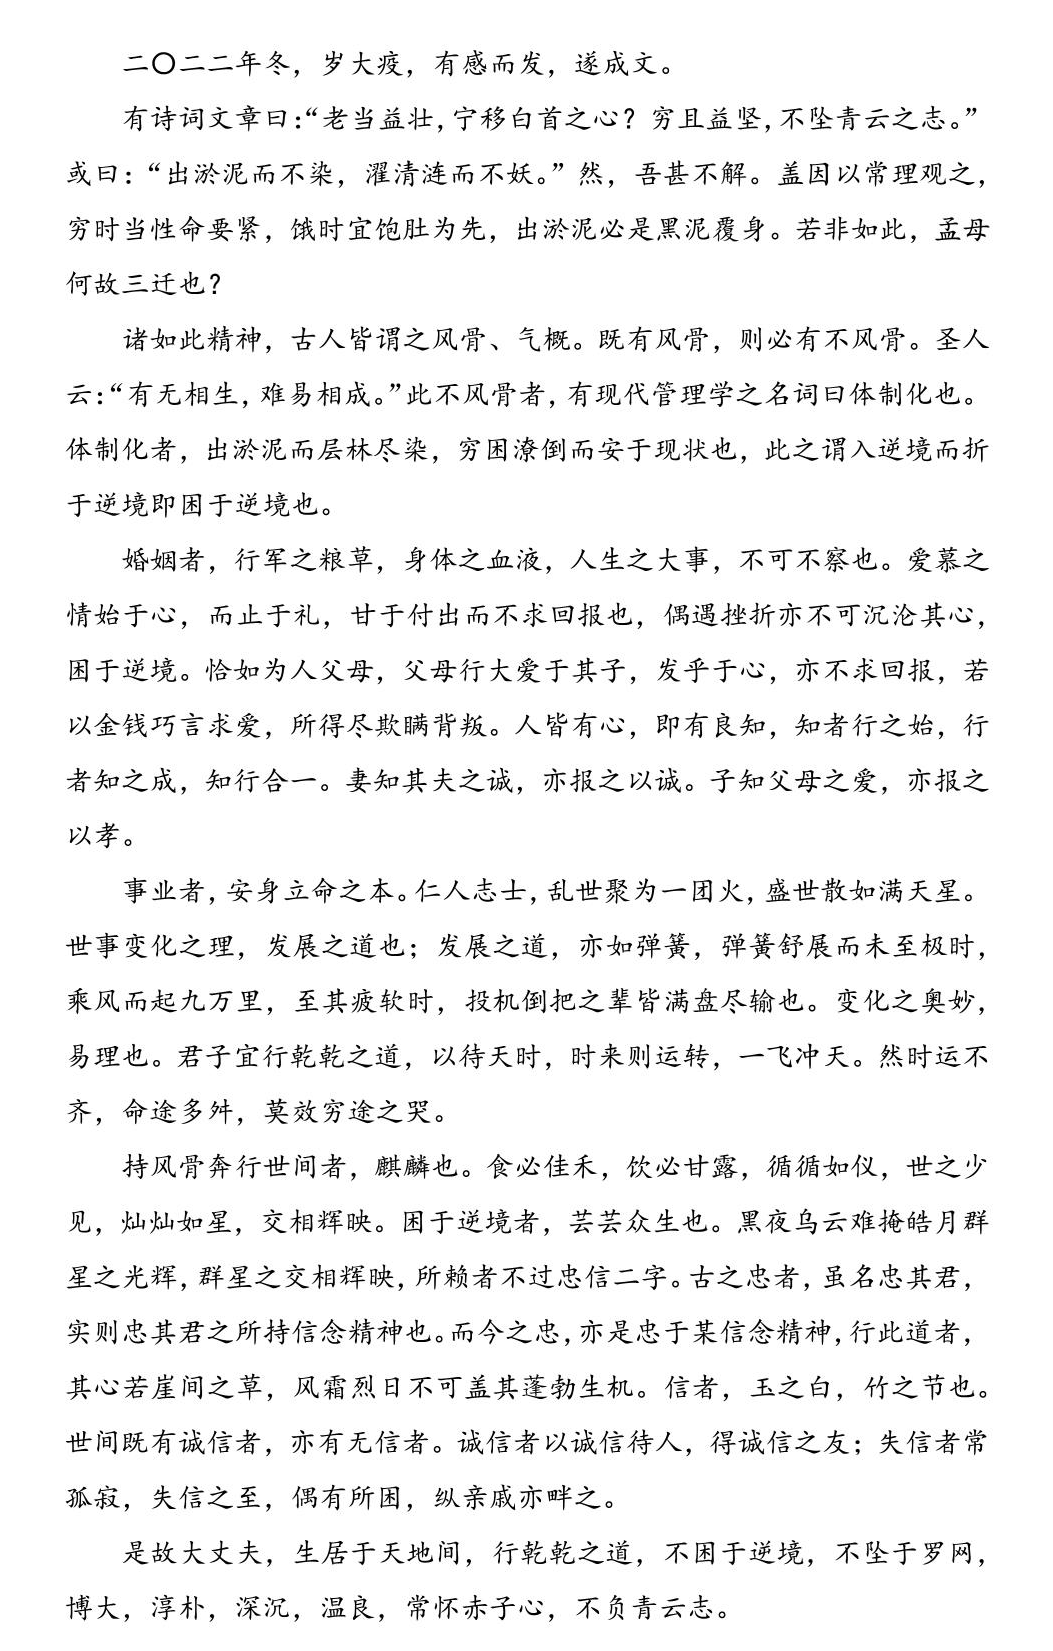 二〇二二年冬，岁大疫，有感而发，遂成文。
有诗词文章曰：“老当益壮，宁移白首之心？穷且益坚，不坠青云之志。”
或曰：“出淤泥而不染，濯清涟而不妖。”然，吾甚不解。盖因以常理观之，
穷时当性命要紧，饿时宜饱肚为先，出淤泥必是黑泥覆身。若非如此，孟母
何故三迁也？
诸如此精神，古人皆谓之风骨、气概。既有风骨，则必有不风骨。圣人
云：“有无相生，难易相成。”此不风骨者，有现代管理学之名词曰体制化也。
体制化者，出淤泥而层林尽染，穷困潦倒而安于现状也，此之谓入逆境而折
于逆境即困于逆境也。
婚姻者，行军之粮草，身体之血液，人生之大事，不可不察也。爱慕之
情始于心，而止于礼，甘于付出而不求回报也，偶遇挫折亦不可沉沦其心，
困于逆境。恰如为人父母，父母行大爱于其子，发乎于心，亦不求回报，若
以金钱巧言求爱，所得尽欺瞒背叛。人皆有心，即有良知，知者行之始，行
者知之成，知行合一。妻知其夫之诚，亦报之以诚。子知父母之爱，亦报之
以孝。
事业者，安身立命之本。仁人志士，乱世聚为一团火，盛世散如满天星。
世事变化之理，发展之道也；发展之道，亦如弹簧，弹簧舒展而未至极时，
乘风而起九万里，至其疲软时，投机倒把之辈皆满盘尽输也。变化之奥妙，
易理也。君子宜行乾乾之道，以待天时，时来则运转，一飞冲天。然时运不
齐，命途多舛，莫效穷途之哭。
持风骨奔行世间者，麒麟也。食必佳禾，饮必甘露，循循如仪，世之少
见，灿灿如星，交相辉映。困于逆境者，芸芸众生也。黑夜乌云难掩皓月群
星之光辉，群星之交相辉映，所赖者不过忠信二字。古之忠者，虽名忠其君，
实则忠其君之所持信念精神也。而今之忠，亦是忠于某信念精神，行此道者，
其心若崖间之草，风霜烈日不可盖其蓬勃生机。信者，玉之白，竹之节也。
世间既有诚信者，亦有无信者。诚信者以诚信待人，得诚信之友；失信者常
孤寂，失信之至，偶有所困，纵亲戚亦畔之。
是故大丈夫，生居于天地间，行乾乾之道，不困于逆境，不坠于罗网，
博大，淳朴，深沉，温良，常怀赤子心，不负青云志。